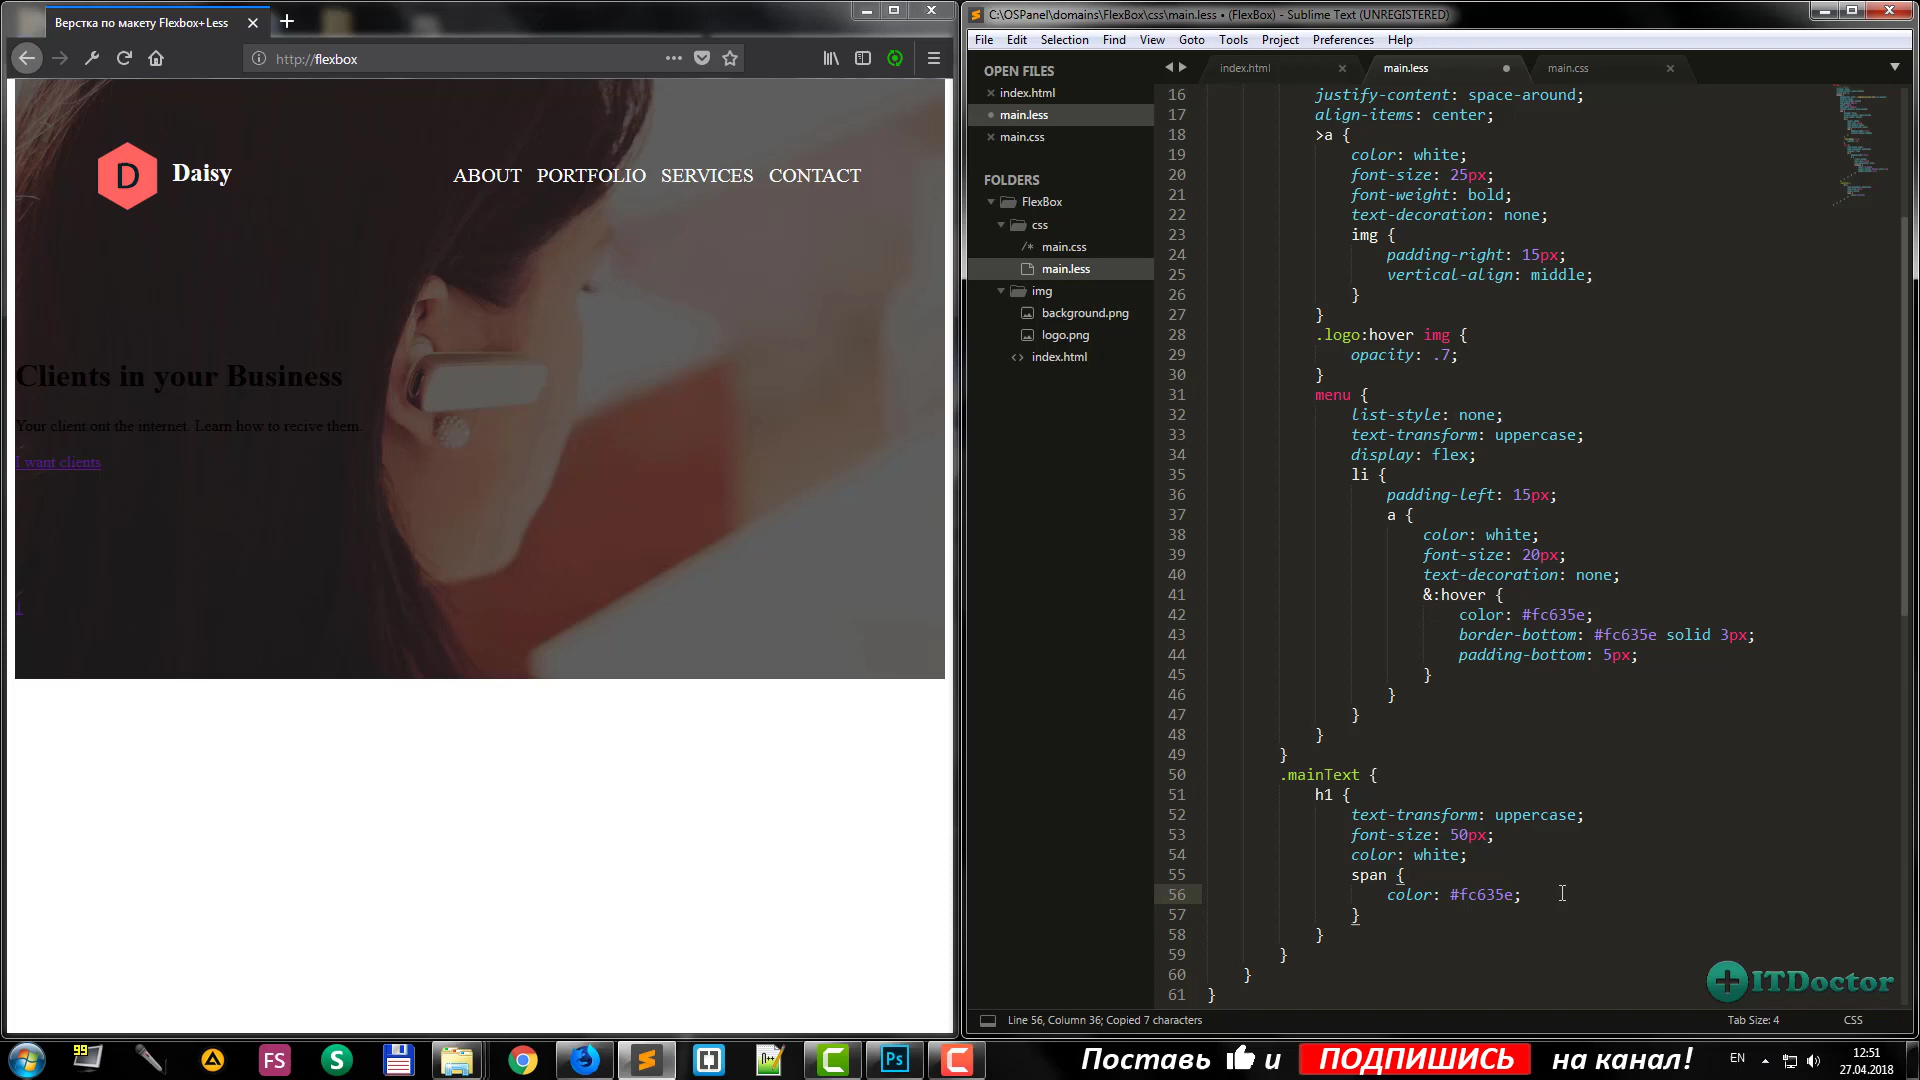 Верстка по макету Flexbox+Less
http://flexbox
D
Daisy
ABOUT PORTFOLIO SERVICES CONTACT
Clients in your Business
Your client ont the internet. Learn how to recive them.
I want clients
C:\OSPanel\domains\FlexBox\css\main.less • (FlexBox) - Sublime Text (UNREGISTERED)
File Edit Selection Find View Goto Tools Project Preferences Help
OPEN FILES
index.html
main.less
main.css
FOLDERS
FlexBox
css
/* main.css
main.less
img
background.png
logo.png
<> index.html
index.html main.less main.css
16 justify-content: space-around;
17 align-items: center;
18 >a {
19 color: white;
20 font-size: 25px;
21 font-weight: bold;
22 text-decoration: none;
23 img {
24 padding-right: 15px;
25 vertical-align: middle;
26 }
27 }
28 .logo:hover img {
29 opacity: .7;
30 }
31 menu {
32 list-style: none;
33 text-transform: uppercase;
34 display: flex;
35 li {
36 padding-left: 15px;
37 a {
38 color: white;
39 font-size: 20px;
40 text-decoration: none;
41 &:hover {
42 color: #fc635e;
43 border-bottom: #fc635e solid 3px;
44 padding-bottom: 5px;
45 }
46 }
47 }
48 }
49 }
50 .mainText {
51 h1 {
52 text-transform: uppercase;
53 font-size: 50px;
54 color: white;
55 span {
56 color: #fc635e;
57 }
58 }
59 }
60 }
61 }
ITDoctor
Line 56, Column 36; Copied 7 characters
Tab Size: 4
CSS
99
FS
S
C
Ps
C
Поставь и ПОДПИШИСЬ на канал!
EN
12:51
27.04.2018